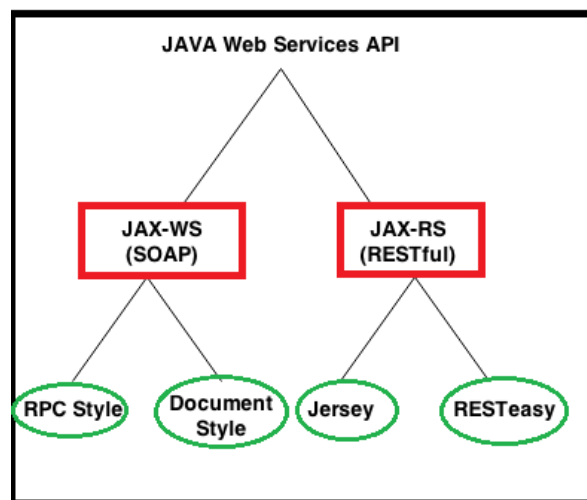 JAVA Web Services API
JAX-WS
(SOAP)
JAX-RS
(RESTful)
RPC Style
Document
Style
Jersey
RESTeasy